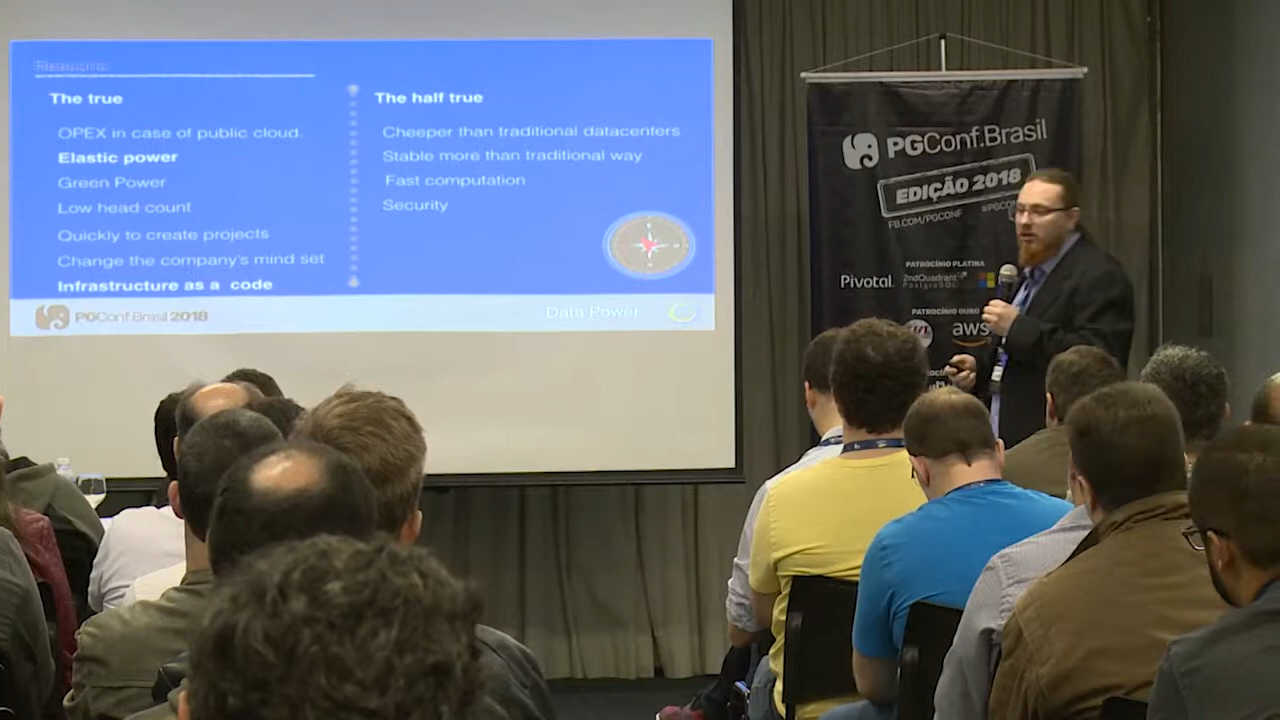 Reasons
The true
OPEX in case of public cloud.
Elastic power
Green Power
Low head count
Quickly to create projects
Change the company's mind set
Infrastructure as a code
The half true
Cheeper than traditional datacenters
Stable more than traditional way
Fast computation
Security
PGConf.Brasil 2018
Data Power
PGConf.Brasil
EDIÇÃO 2018
FB.COM/PGCONF #PGCON
PATROCÍNIO PLATINA
Pivotal 2ndQuadrant
PostgreSQL
PATROCÍNIO OURO
aws